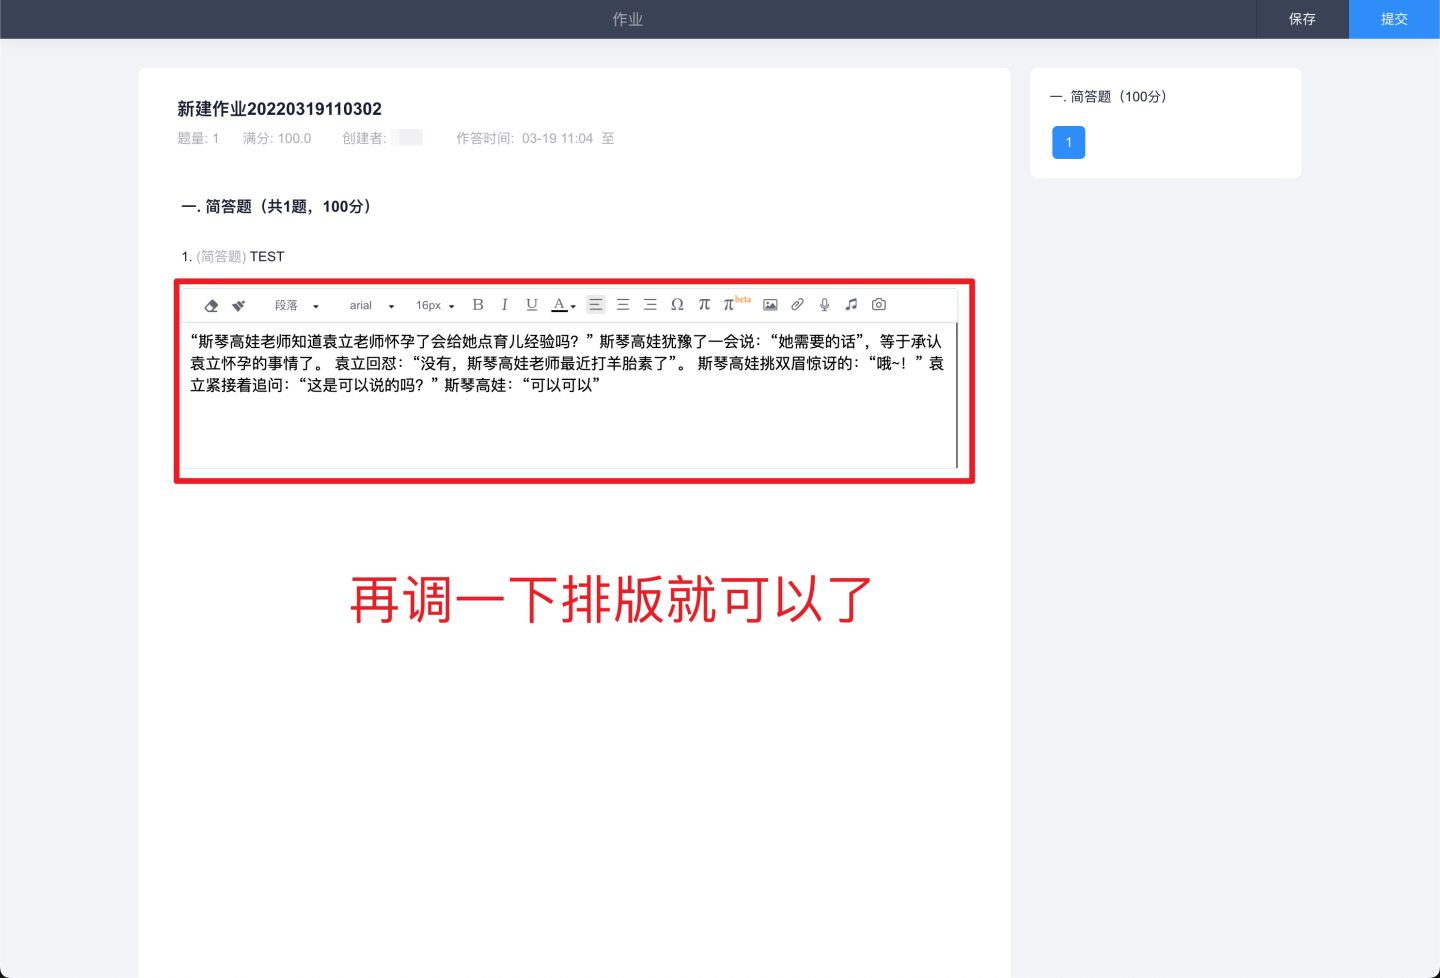 作业
保存
提交
新建作业20220319110302
题量: 1 满分: 100.0 创建者: 作答时间: 03-19 11:04 至
一. 简答题（共1题，100分）
1. (简答题) TEST
段落 arial 16px B I U A Ω π πbeta
“斯琴高娃老师知道袁立老师怀孕了会给她点育儿经验吗？” 斯琴高娃犹豫了一会说：“她需要的话”，等于承认
袁立怀孕的事情了。 袁立回怼：“没有，斯琴高娃老师最近打羊胎素了”。 斯琴高娃挑双眉惊讶的：“哦~！” 袁
立紧接着追问：“这是可以说的吗？” 斯琴高娃：“可以可以”
再调一下排版就可以了
一. 简答题（100分）
1